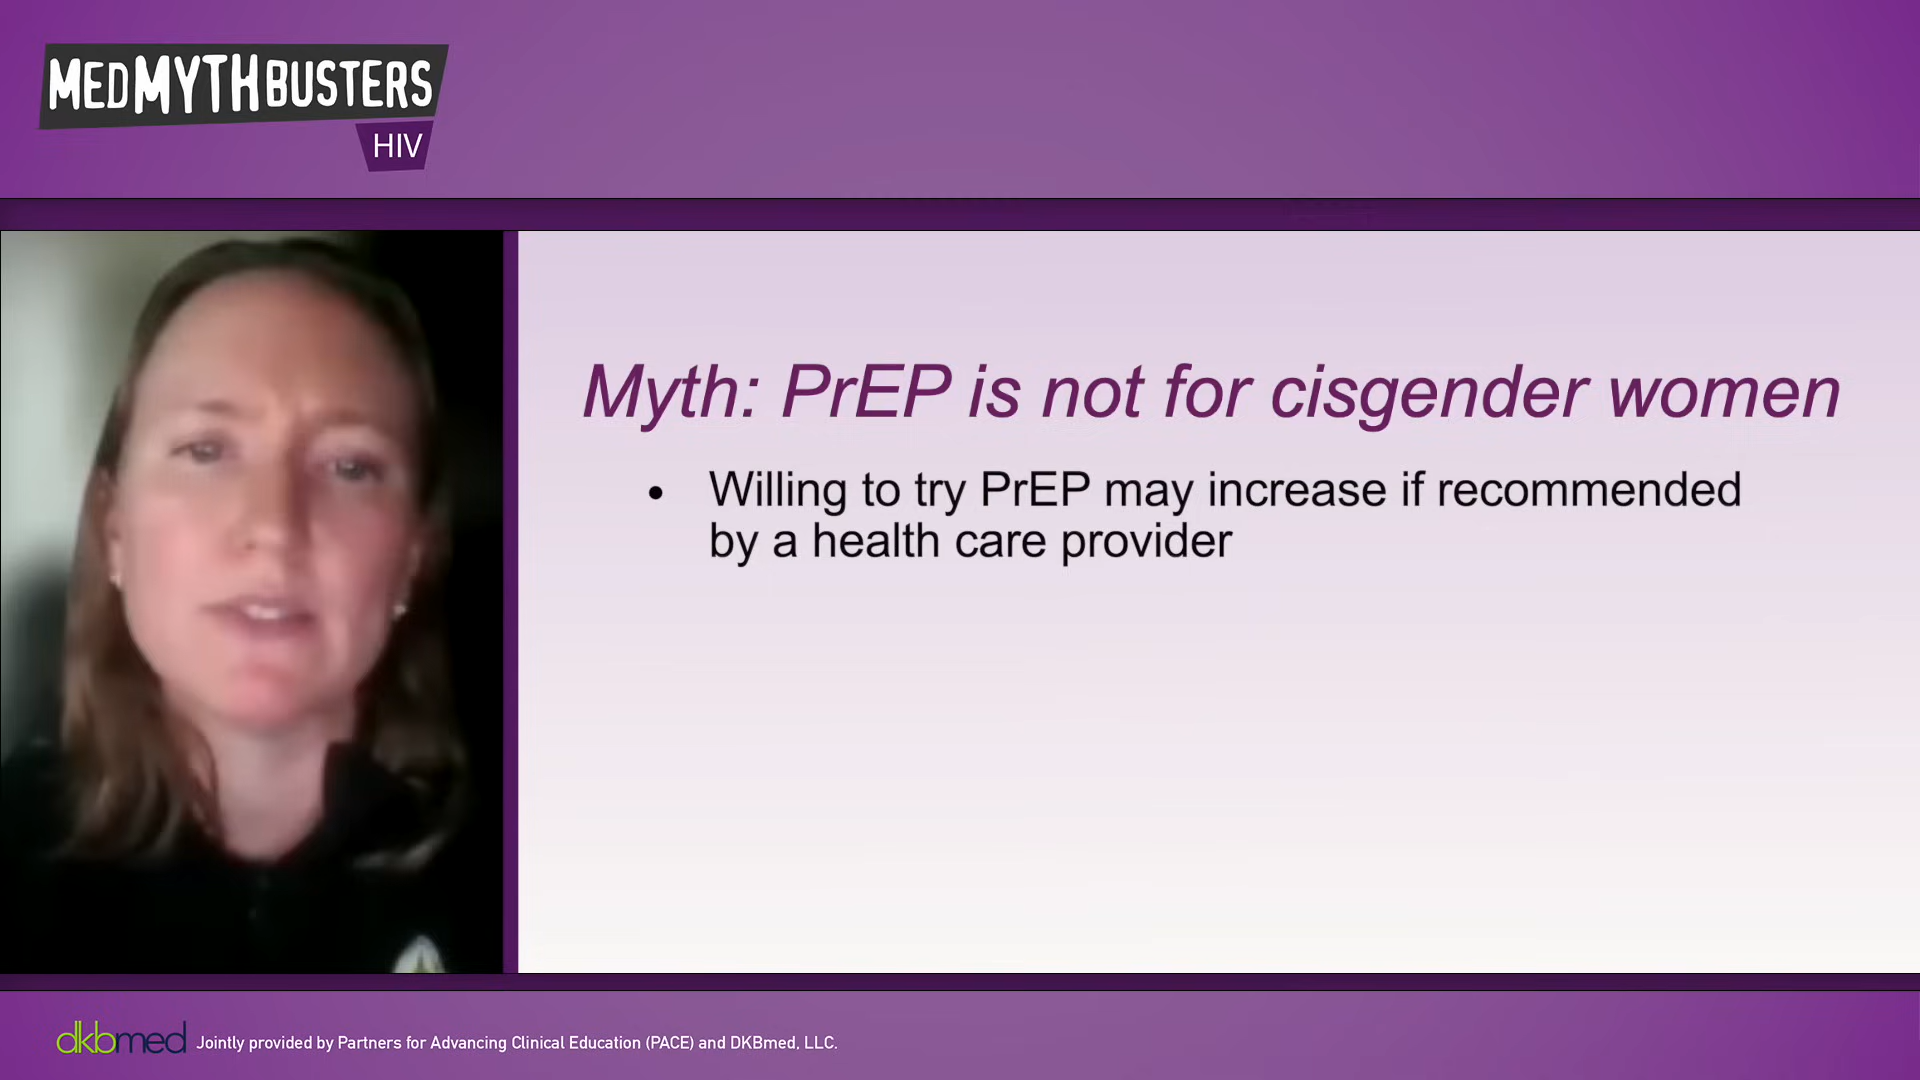 MEDMYTHBUSTERS
HIV
Myth: PrEP is not for cisgender women
• Willing to try PrEP may increase if recommended
by a health care provider
dkbmed Jointly provided by Partners for Advancing Clinical Education (PACE) and DKBmed, LLC.